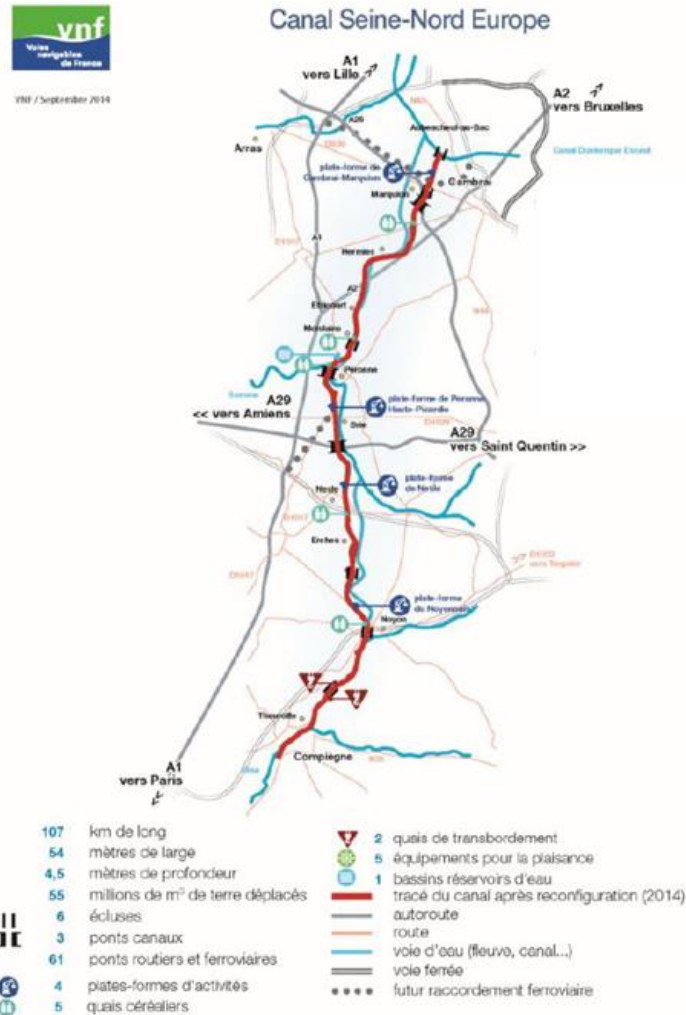 Canal Seine-Nord Europe
vnf
Voies
navigables
de France
VNF / Septembre 2014
A1
vers Lille
A2
vers Bruxelles
A26
Aubencheul-au-Bac
Arras
Canal Dunkerque Escaut
plate-forme de
Cambrai-Marquion
Cambrai
Marquion
A1
Hermies
A2
Etricourt
Moislains
Péronne
Somme
plate-forme de Péronne
Haute-Picardie
A29
<< vers Amiens
A29
vers Saint Quentin >>
plate-forme
de Nesle
Nesle
Ercheu
plate-forme
du Noyonnais
Noyon
Thourotte
Compiègne
Oise
A1
vers Paris
107 km de long
54 mètres de large
4,5 mètres de profondeur
55 millions de m³ de terre déplacés
6 écluses
3 ponts canaux
61 ponts routiers et ferroviaires
4 plates-formes d'activités
5 quais céréaliers
2 quais de transbordement
5 équipements pour la plaisance
1 bassins réservoirs d'eau
tracé du canal après reconfiguration (2014)
autoroute
route
voie d'eau (fleuve, canal...)
voie ferrée
futur raccordement ferroviaire